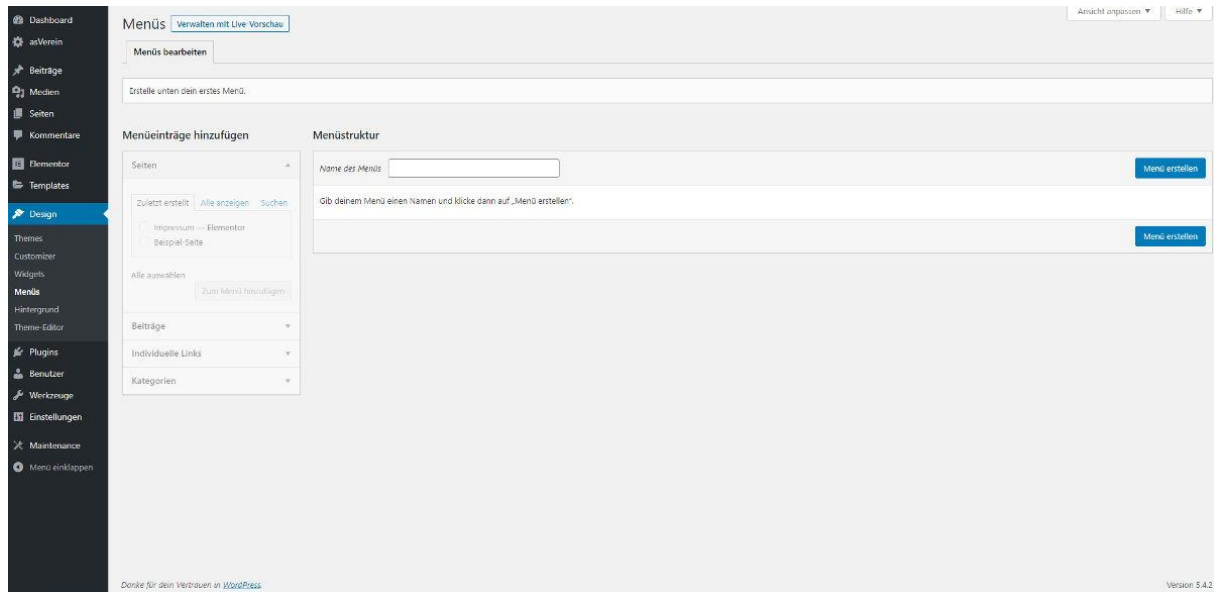 Dashboard
asVerein
Beiträge
Medien
Seiten
Kommentare
Elementor
Templates
Design
Themes
Customizer
Widgets
Menüs
Hintergrund
Theme-Editor
Plugins
Benutzer
Werkzeuge
Einstellungen
Maintenance
Menü einklappen
Ansicht anpassen
Hilfe
Menüs Verwalten mit Live-Vorschau
Menüs bearbeiten
Erstelle unten dein erstes Menü.
Menüeinträge hinzufügen
Seiten
Zuletzt erstellt Alle anzeigen Suchen
Impressum — Elementor
Beispiel-Seite
Alle auswählen
Zum Menü hinzufügen
Beiträge
Individuelle Links
Kategorien
Menüstruktur
Name des Menüs
Menü erstellen
Gib deinem Menü einen Namen und klicke dann auf „Menü erstellen“.
Menü erstellen
Danke für dein Vertrauen in WordPress.
Version 5.4.2